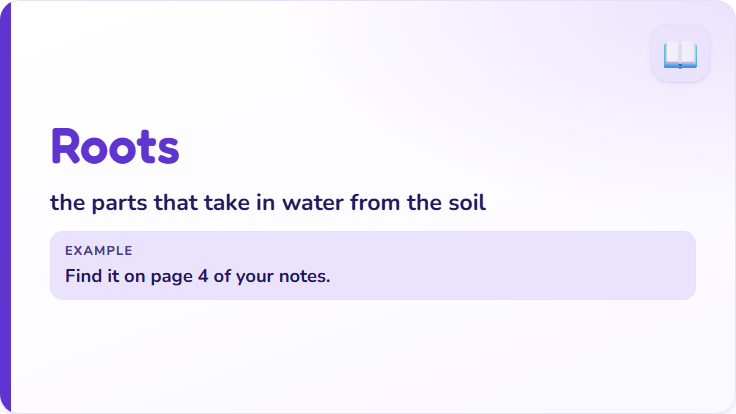 Roots
the parts that take in water from the soil
EXAMPLE
Find it on page 4 of your notes.